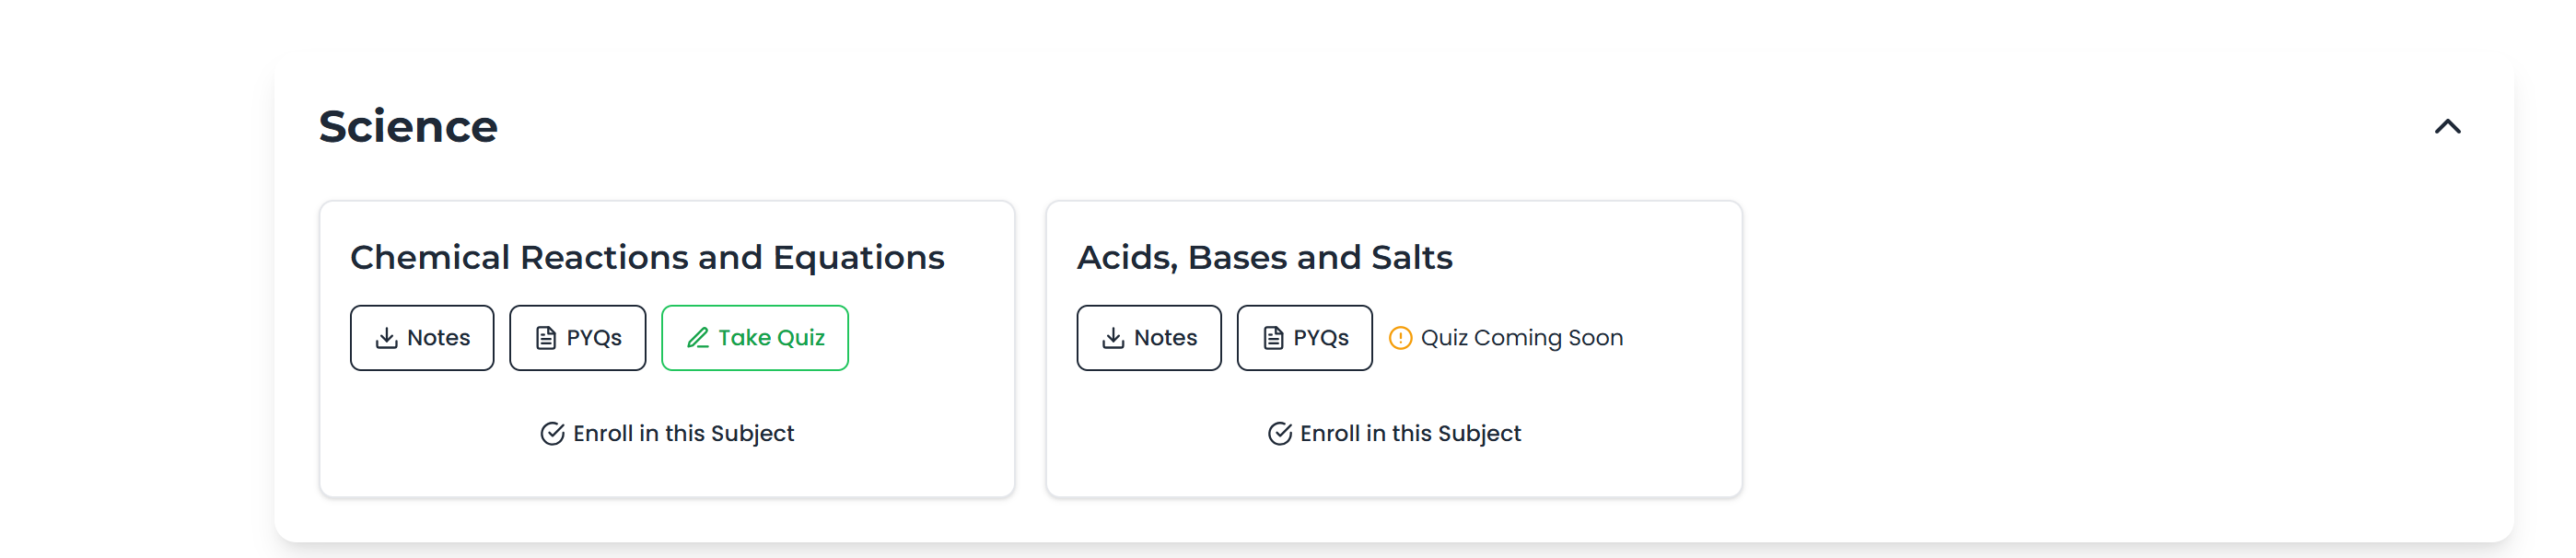 Science
Chemical Reactions and Equations
Notes PYQs Take Quiz
Enroll in this Subject
Acids, Bases and Salts
Notes PYQs Quiz Coming Soon
Enroll in this Subject